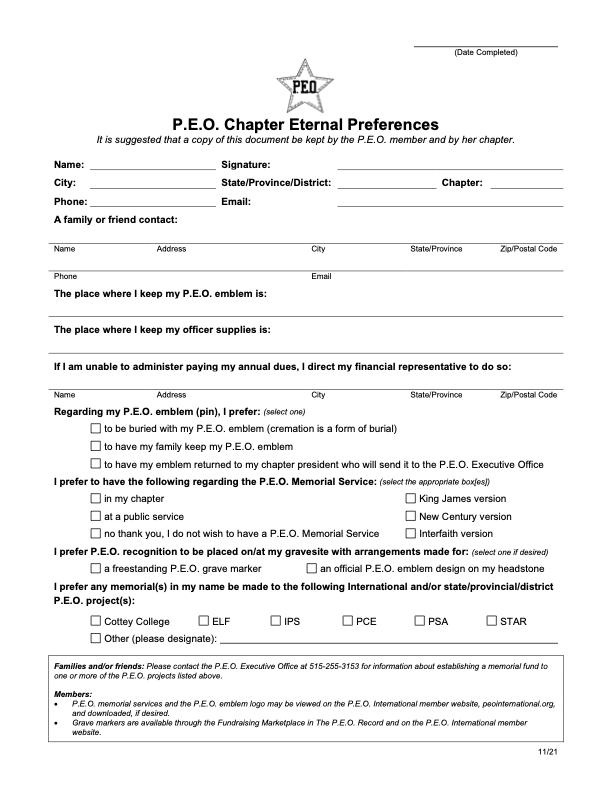 (Date Completed)
P.E.O.
P.E.O. Chapter Eternal Preferences
It is suggested that a copy of this document be kept by the P.E.O. member and by her chapter.
Name: Signature:
City: State/Province/District: Chapter:
Phone: Email:
A family or friend contact:
Name Address City State/Province Zip/Postal Code
Phone Email
The place where I keep my P.E.O. emblem is:
The place where I keep my officer supplies is:
If I am unable to administer paying my annual dues, I direct my financial representative to do so:
Name Address City State/Province Zip/Postal Code
Regarding my P.E.O. emblem (pin), I prefer: (select one)
to be buried with my P.E.O. emblem (cremation is a form of burial)
to have my family keep my P.E.O. emblem
to have my emblem returned to my chapter president who will send it to the P.E.O. Executive Office
I prefer to have the following regarding the P.E.O. Memorial Service: (select the appropriate box[es])
in my chapter King James version
at a public service New Century version
no thank you, I do not wish to have a P.E.O. Memorial Service Interfaith version
I prefer P.E.O. recognition to be placed on/at my gravesite with arrangements made for: (select one if desired)
a freestanding P.E.O. grave marker an official P.E.O. emblem design on my headstone
I prefer any memorial(s) in my name be made to the following International and/or state/provincial/district
P.E.O. project(s):
Cottey College ELF IPS PCE PSA STAR
Other (please designate):
Families and/or friends: Please contact the P.E.O. Executive Office at 515-255-3153 for information about establishing a memorial fund to
one or more of the P.E.O. projects listed above.
Members:
• P.E.O. memorial services and the P.E.O. emblem logo may be viewed on the P.E.O. International member website, peointernational.org,
and downloaded, if desired.
• Grave markers are available through the Fundraising Marketplace in The P.E.O. Record and on the P.E.O. International member
website.
11/21